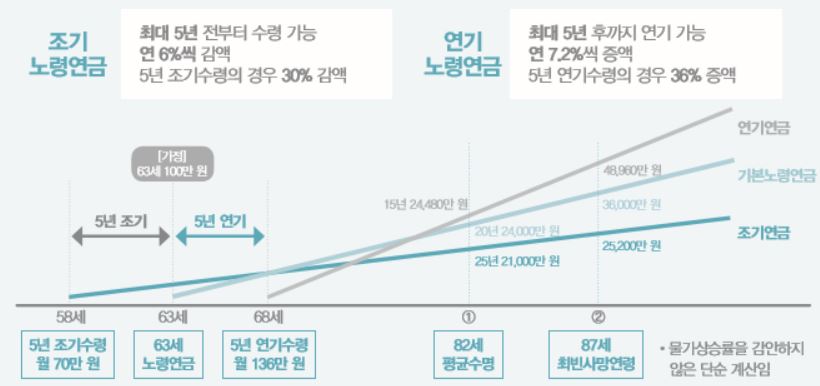 조기
노령연금
최대 5년 전부터 수령 가능
연 6%씩 감액
5년 조기수령의 경우 30% 감액
연기
노령연금
최대 5년 후까지 연기 가능
연 7.2%씩 증액
5년 연기수령의 경우 36% 증액
[가정]
63세 100만 원
5년 조기
5년 연기
연기연금
기본노령연금
조기연금
15년 24,480만 원
20년 24,000만 원
25년 21,000만 원
48,960만 원
36,000만 원
25,200만 원
58세
63세
68세
①
②
5년 조기수령
월 70만 원
63세
노령연금
5년 연기수령
월 136만 원
82세
평균수명
87세
최빈사망연령
• 물가상승률을 감안하지
않은 단순 계산임